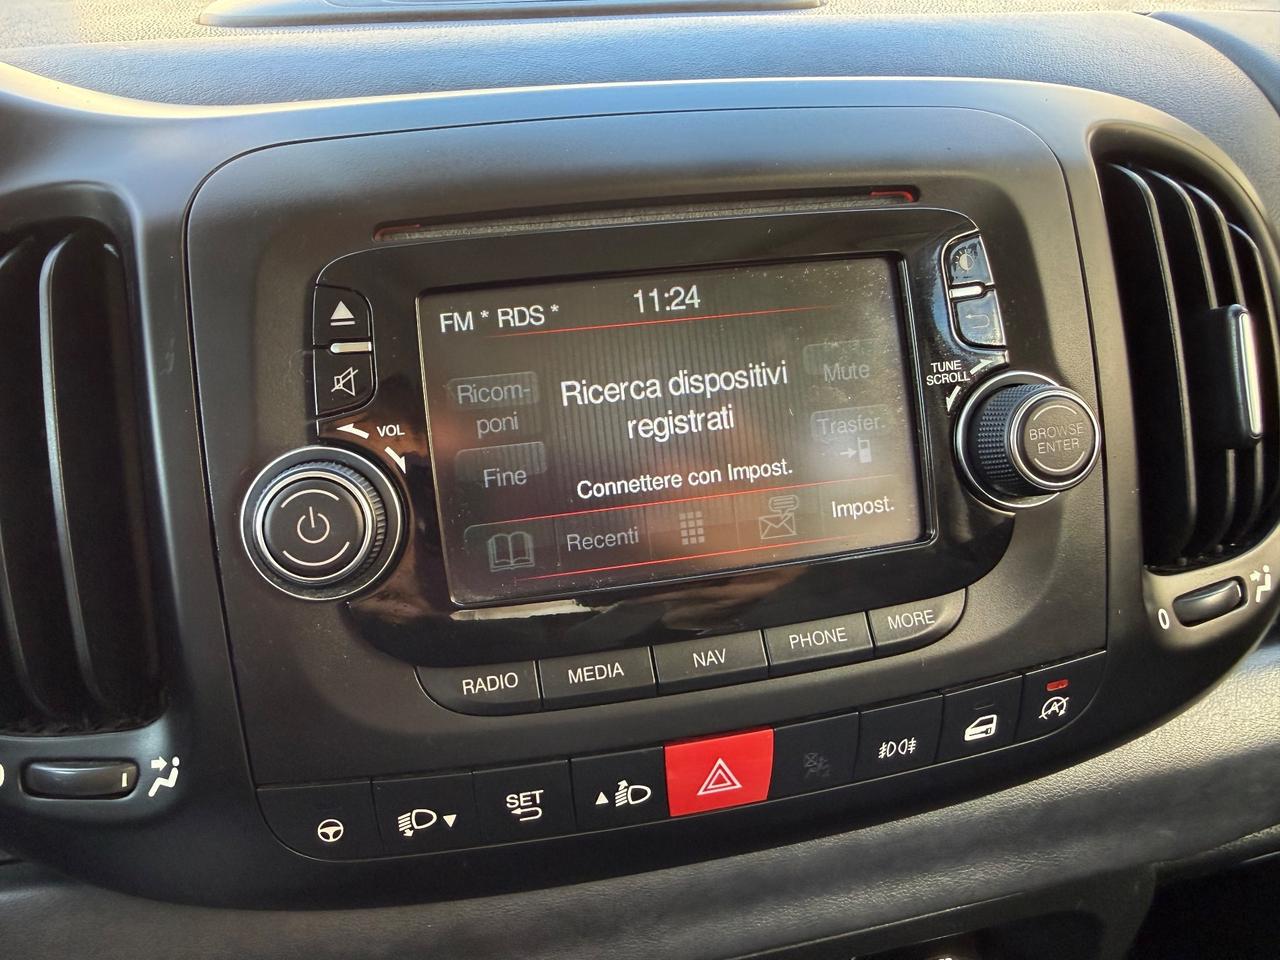 FM * RDS *
11:24
TUNE
SCROLL
Ricom-
poni
Ricerca dispositivi
registrati
Mute
VOL
Trasfer.
BROWSE
ENTER
Fine
Connettere con Impost.
Recenti
Impost.
0
RADIO
MEDIA
NAV
PHONE
MORE
SET